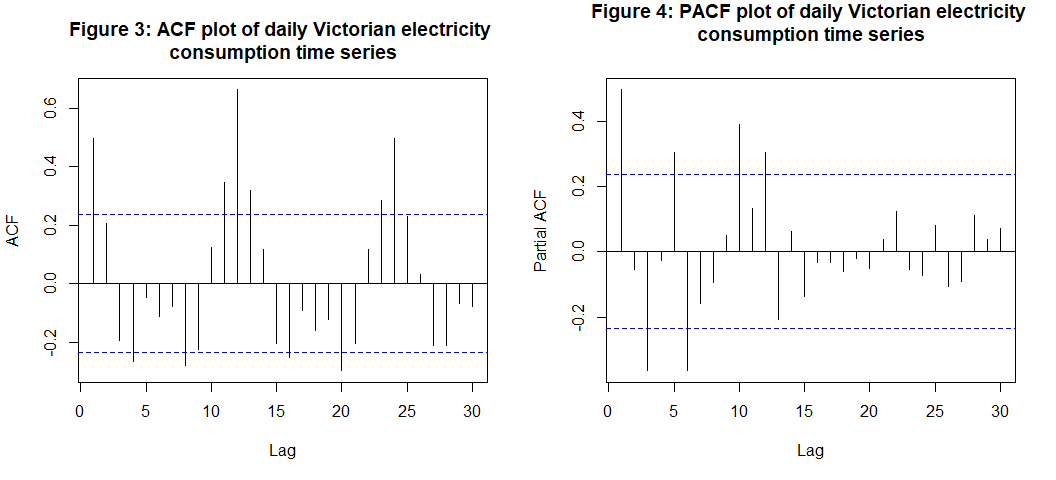 Figure 3: ACF plot of daily Victorian electricity
consumption time series
ACF
0.6
0.4
0.2
0.0
-0.2
0 5 10 15 20 25 30
Lag
Figure 4: PACF plot of daily Victorian electricity
consumption time series
Partial ACF
0.4
0.2
0.0
-0.2
0 5 10 15 20 25 30
Lag